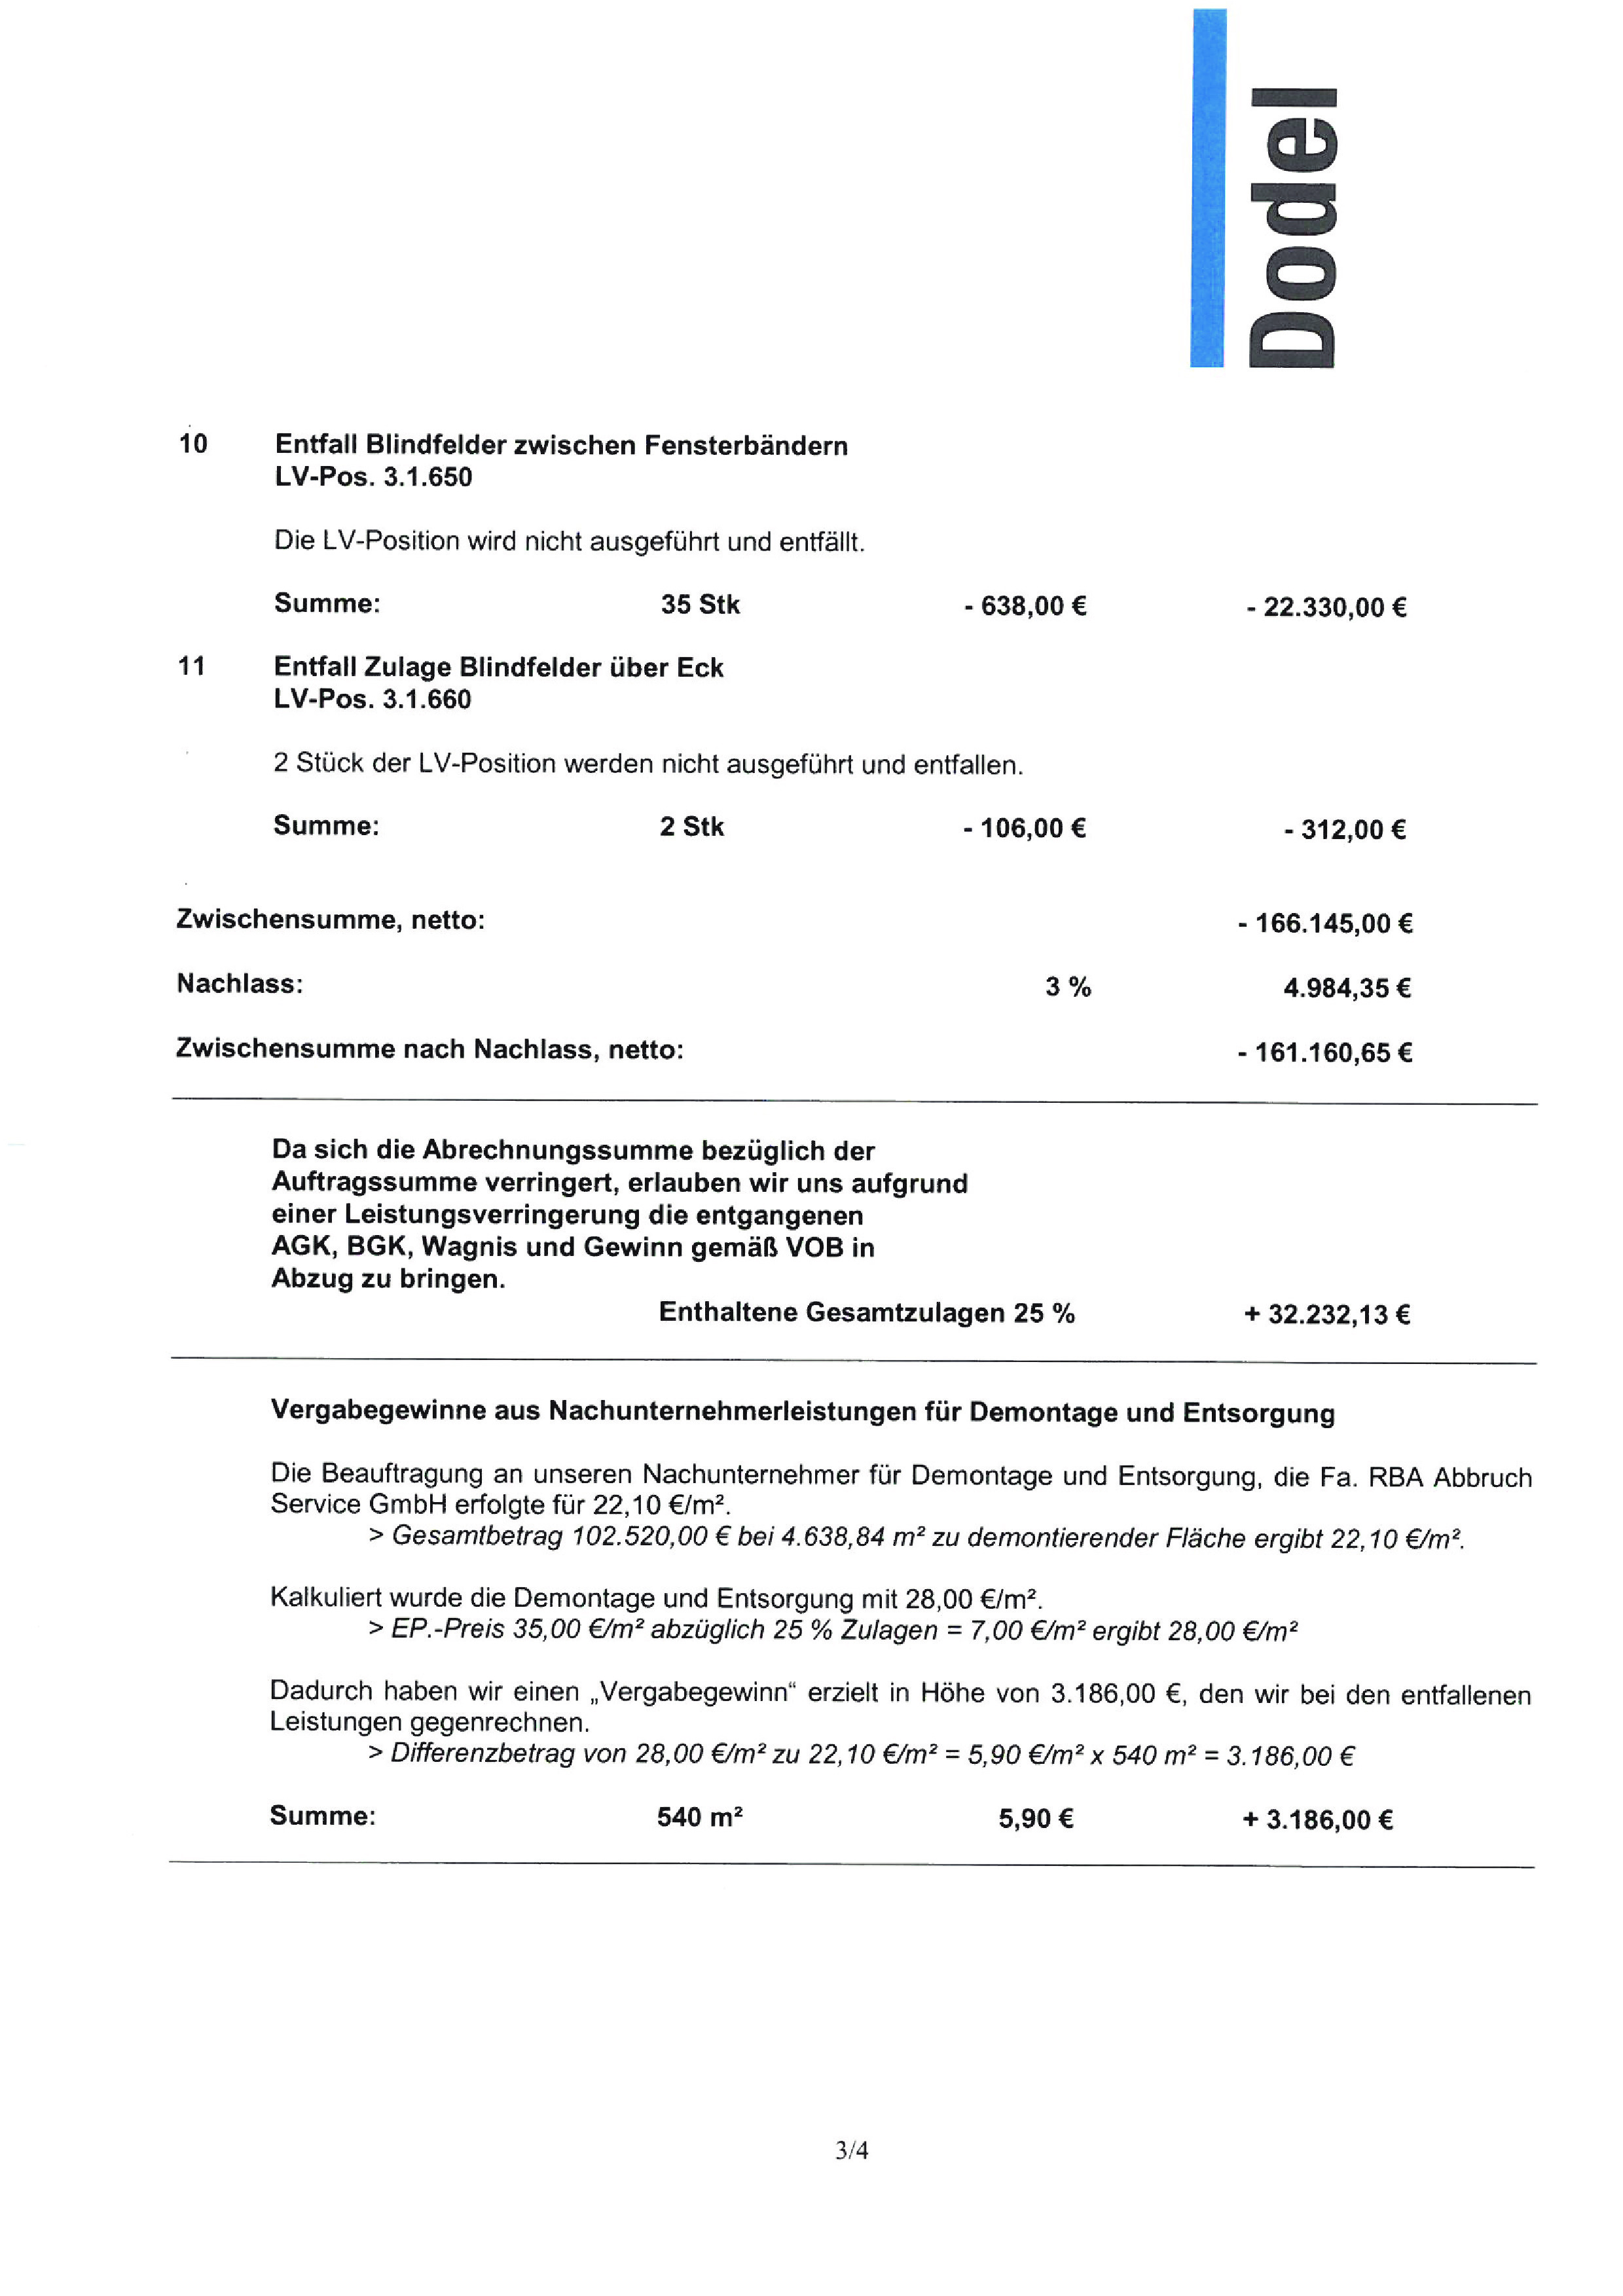 Dodel
10 Entfall Blindfelder zwischen Fensterbändern
LV-Pos. 3.1.650
Die LV-Position wird nicht ausgeführt und entfällt.
Summe: 35 Stk - 638,00 € - 22.330,00 €
11 Entfall Zulage Blindfelder über Eck
LV-Pos. 3.1.660
2 Stück der LV-Position werden nicht ausgeführt und entfallen.
Summe: 2 Stk - 106,00 € - 312,00 €
Zwischensumme, netto: - 166.145,00 €
Nachlass: 3 % 4.984,35 €
Zwischensumme nach Nachlass, netto: - 161.160,65 €
Da sich die Abrechnungssumme bezüglich der
Auftragssumme verringert, erlauben wir uns aufgrund
einer Leistungsverringerung die entgangenen
AGK, BGK, Wagnis und Gewinn gemäß VOB in
Abzug zu bringen.
Enthaltene Gesamtzulagen 25 % + 32.232,13 €
Vergabegewinne aus Nachunternehmerleistungen für Demontage und Entsorgung
Die Beauftragung an unseren Nachunternehmer für Demontage und Entsorgung, die Fa. RBA Abbruch
Service GmbH erfolgte für 22,10 €/m².
> Gesamtbetrag 102.520,00 € bei 4.638,84 m² zu demontierender Fläche ergibt 22,10 €/m².
Kalkuliert wurde die Demontage und Entsorgung mit 28,00 €/m².
> EP.-Preis 35,00 €/m² abzüglich 25 % Zulagen = 7,00 €/m² ergibt 28,00 €/m²
Dadurch haben wir einen „Vergabegewinn“ erzielt in Höhe von 3.186,00 €, den wir bei den entfallenen
Leistungen gegenrechnen.
> Differenzbetrag von 28,00 €/m² zu 22,10 €/m² = 5,90 €/m² x 540 m² = 3.186,00 €
Summe: 540 m² 5,90 € + 3.186,00 €
3/4